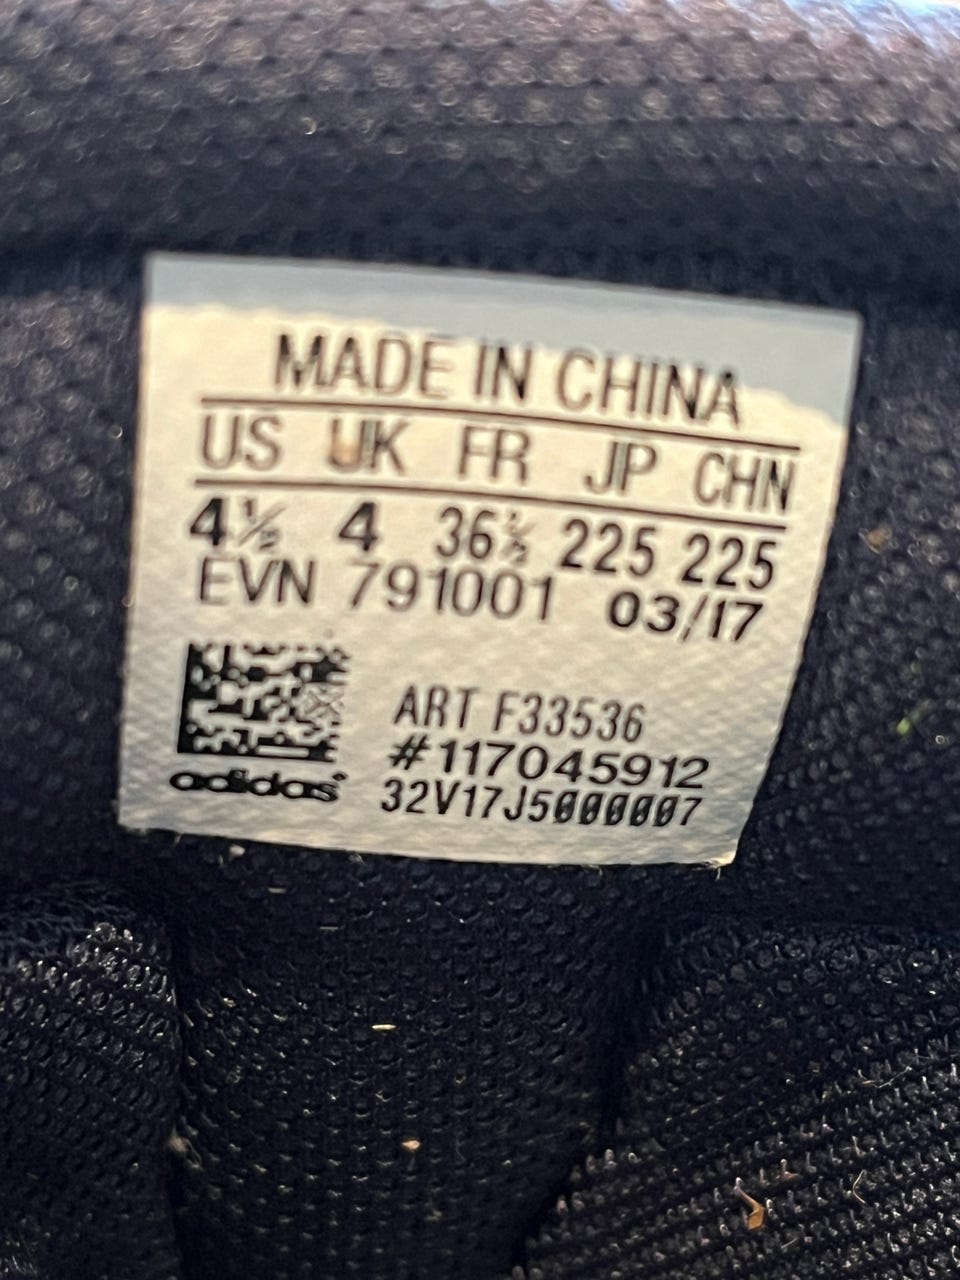 MADE IN CHINA
US UK FR JP CHN
4½ 4 36⅔ 225 225
EVN 791001 03/17
ART F33536
#117045912
adidas
32V17J5000007